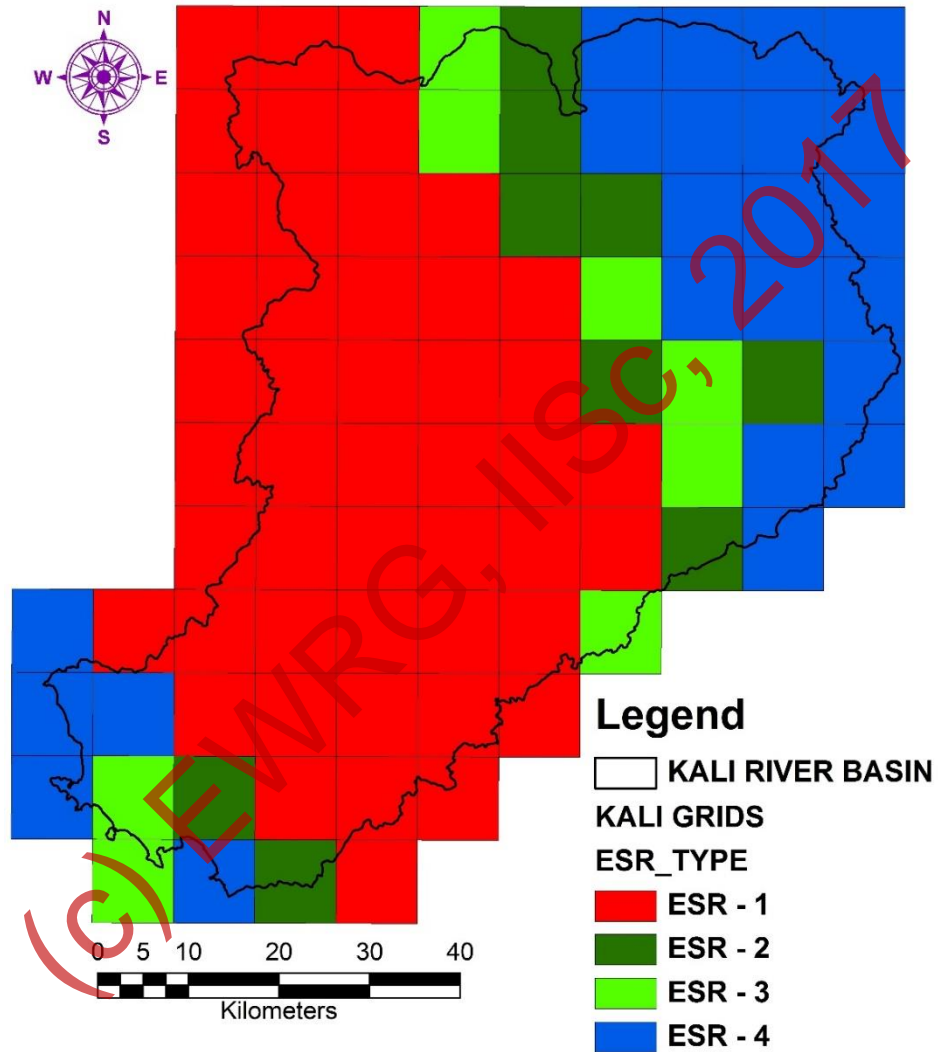 N
W E
S
(c) EWRG, IISc, 2017
Legend
KALI RIVER BASIN
KALI GRIDS
ESR_TYPE
ESR - 1
ESR - 2
ESR - 3
ESR - 4
0 5 10 20 30 40
Kilometers